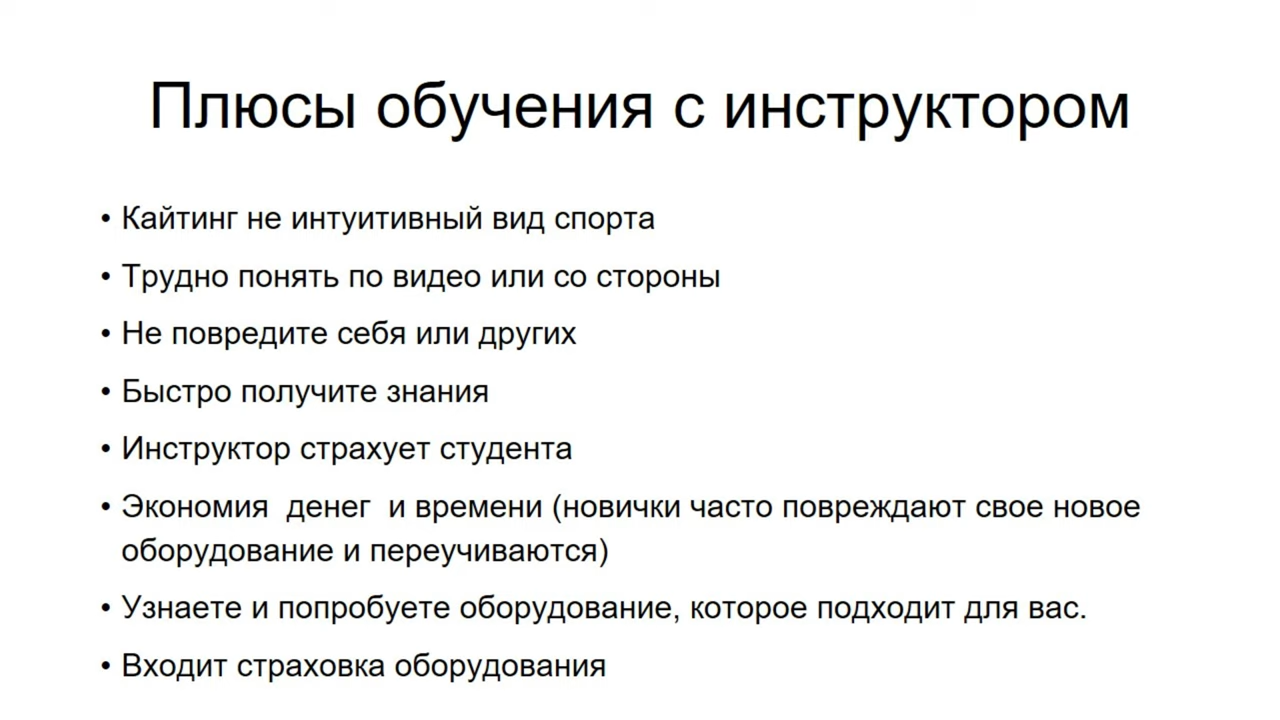 Плюсы обучения с инструктором
• Кайтинг не интуитивный вид спорта
• Трудно понять по видео или со стороны
• Не повредите себя или других
• Быстро получите знания
• Инструктор страхует студента
• Экономия  денег  и времени (новички часто повреждают свое новое
оборудование и переучиваются)
• Узнаете и попробуете оборудование, которое подходит для вас.
• Входит страховка оборудования